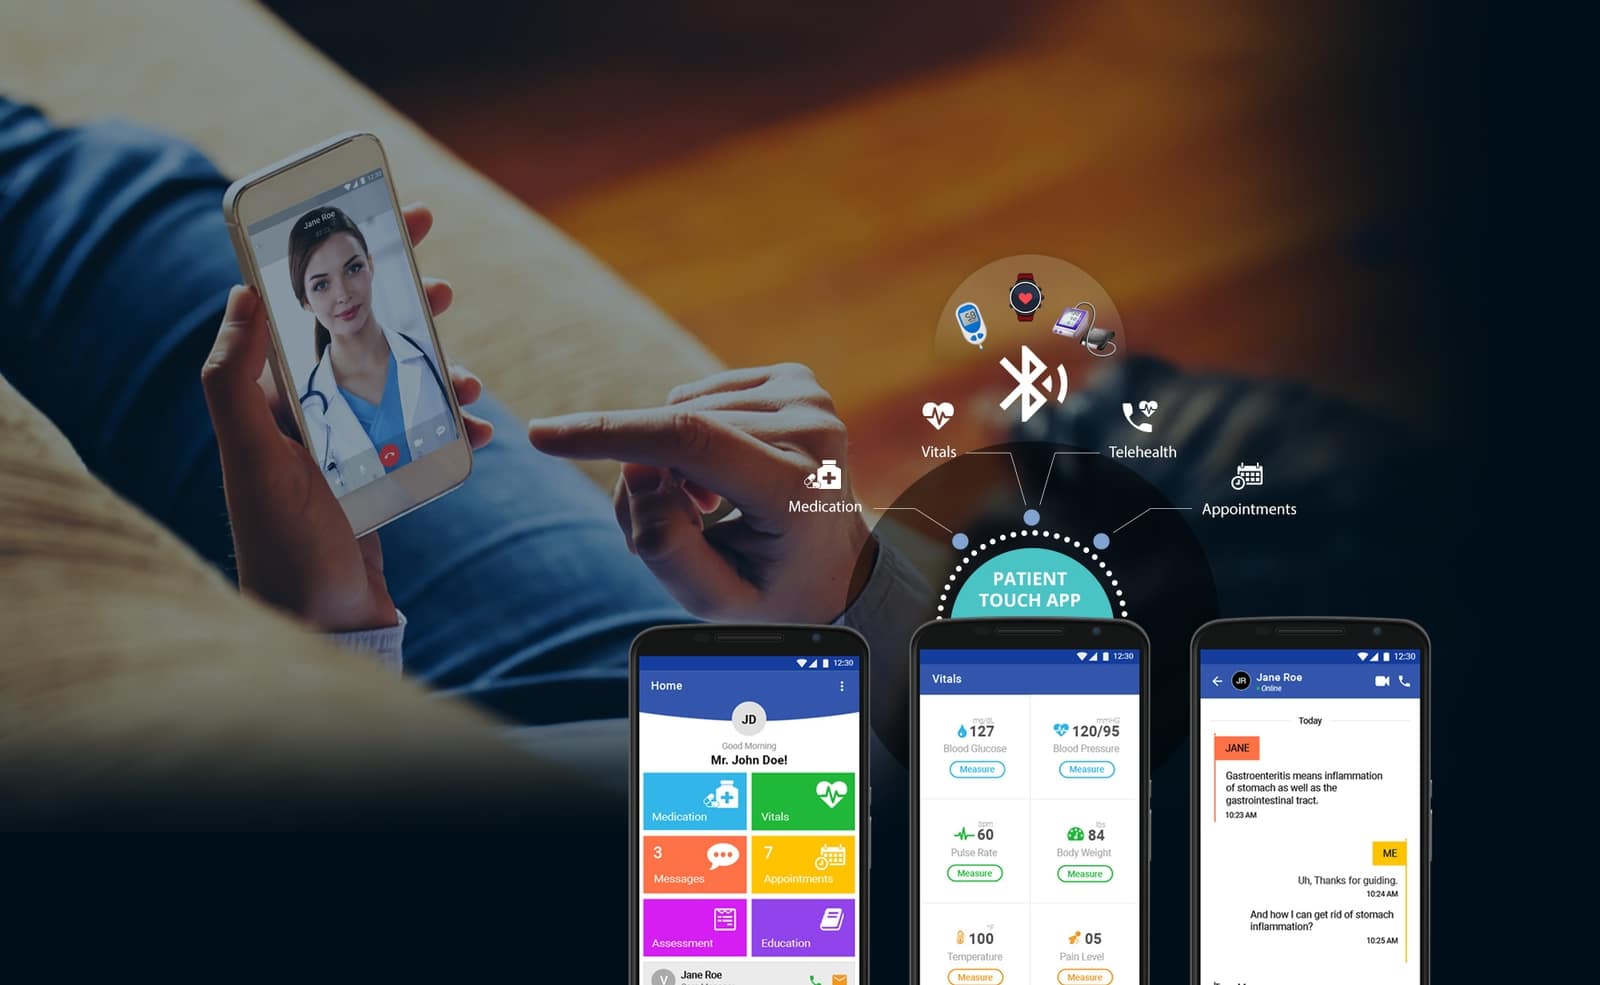 12:30
Jane Roe
58
Vitals
Telehealth
Medication
Appointments
PATIENT
TOUCH APP
12:30
Home
JD
Good Morning
Mr. John Doe!
Medication
Vitals
3
Messages
7
Appointments
Assessment
Education
V
Jane Roe
12:30
Vitals
mg/dL
127
Blood Glucose
Measure
mmHG
120/95
Blood Pressure
Measure
bpm
60
Pulse Rate
Measure
lbs
84
Body Weight
Measure
°F
100
Temperature
Measure
05
Pain Level
Measure
12:30
JR
Jane Roe
Online
Today
JANE
Gastroenteritis means inflammation
of stomach as well as the
gastrointestinal tract.
10:23 AM
ME
Uh, Thanks for guiding.
10:24 AM
And how I can get rid of stomach
inflammation?
10:25 AM